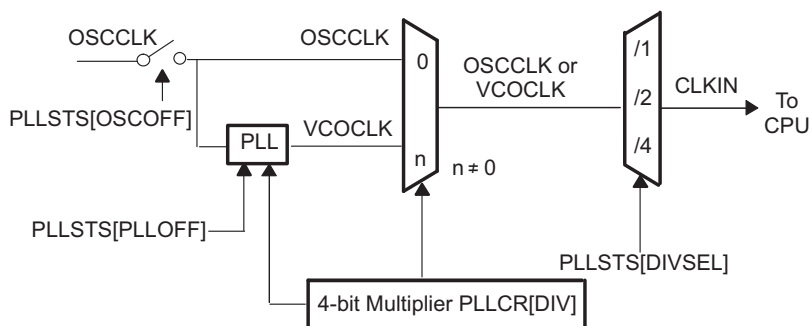 OSCCLK
OSCCLK
0
OSCCLK or
VCOCLK
/1
/2
/4
CLKIN
To
CPU
PLLSTS[OSCOFF]
PLL
VCOCLK
n
n ≠ 0
PLLSTS[PLLOFF]
PLLSTS[DIVSEL]
4-bit Multiplier PLLCR[DIV]